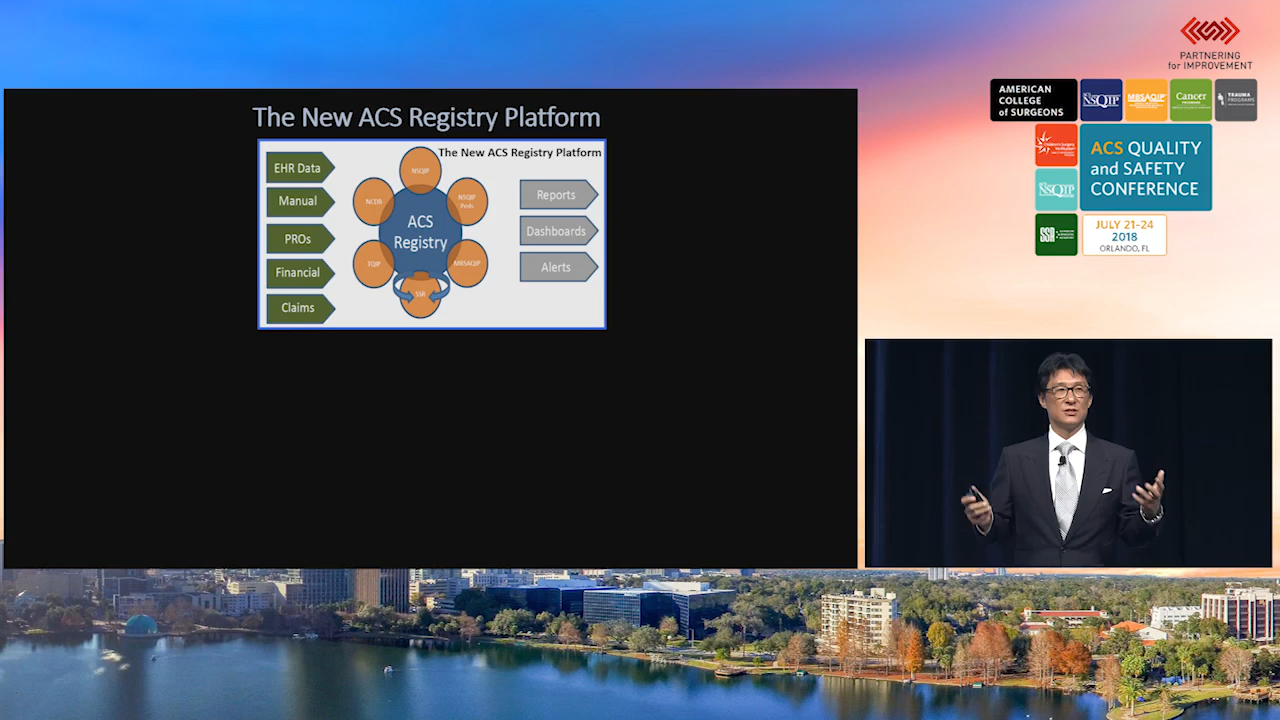 PARTNERING
for IMPROVEMENT
AMERICAN
COLLEGE
of SURGEONS
NSQIP
MBSAQIP
Cancer
PROGRAMS
TRAUMA
PROGRAMS
ACS QUALITY
and SAFETY
CONFERENCE
NSQIP
SSR
JULY 21-24
2018
ORLANDO, FL
The New ACS Registry Platform
The New ACS Registry Platform
EHR Data
Manual
PROs
Financial
Claims
NSQIP
NCDB
NSQIP
Peds
ACS
Registry
TQIP
MBSAQIP
SSR
Reports
Dashboards
Alerts